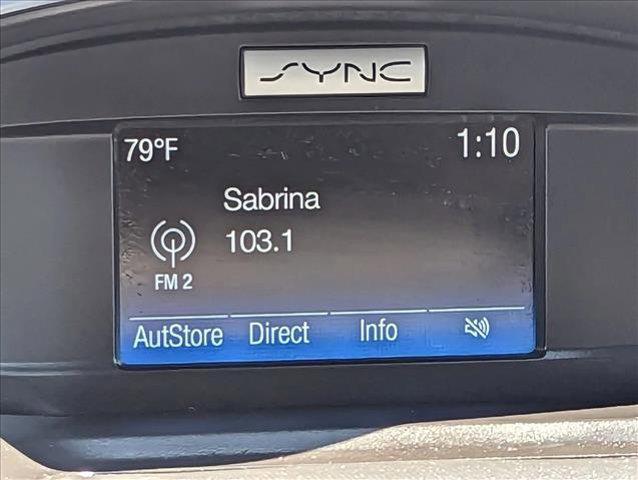 SYNC
79°F 1:10
Sabrina
103.1
FM 2
AutStore Direct Info